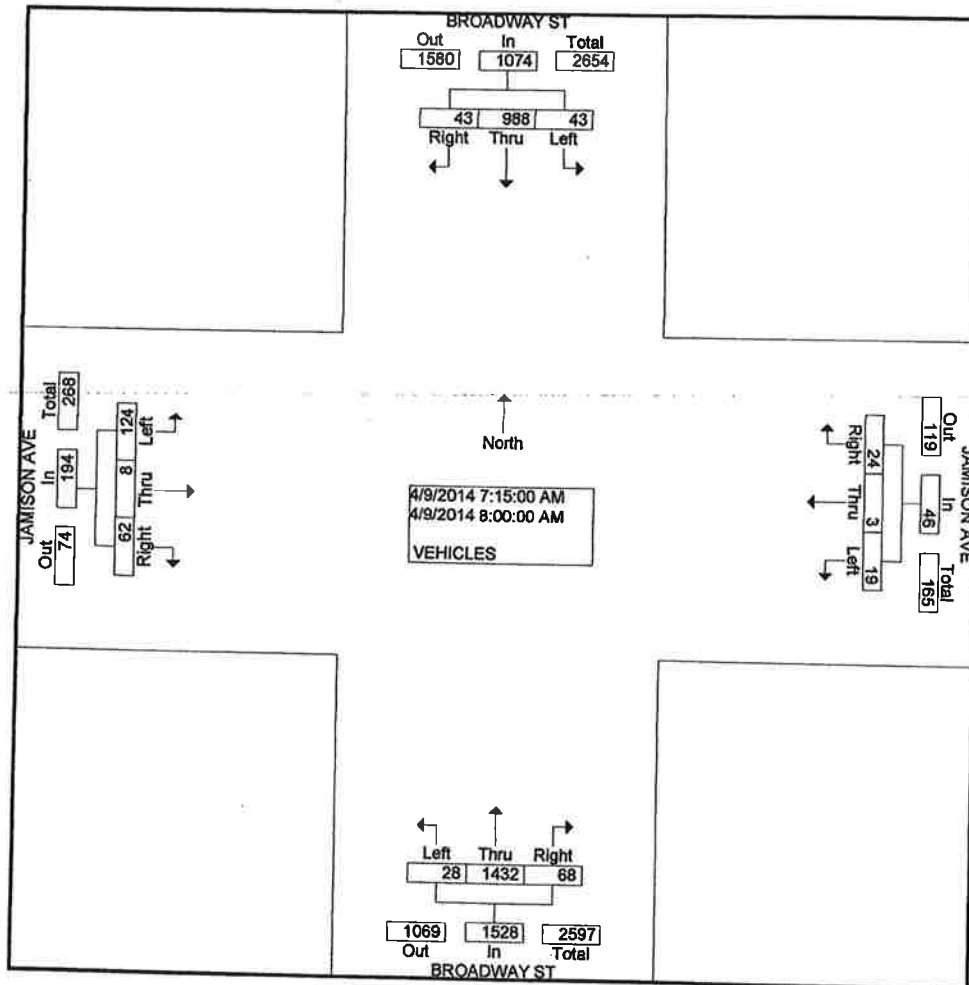 BROADWAY ST
Out In Total
1580 1074 2654
43 988 43
Right Thru Left
JAMISON AVE
Total In Out
268 194 74
124 8 62
Left Thru Right
North
4/9/2014 7:15:00 AM
4/9/2014 8:00:00 AM
VEHICLES
Right Thru Left
24 3 19
Out In Total
119 46 165
JAMISON AVE
Left Thru Right
28 1432 68
1069 1528 2597
Out In Total
BROADWAY ST